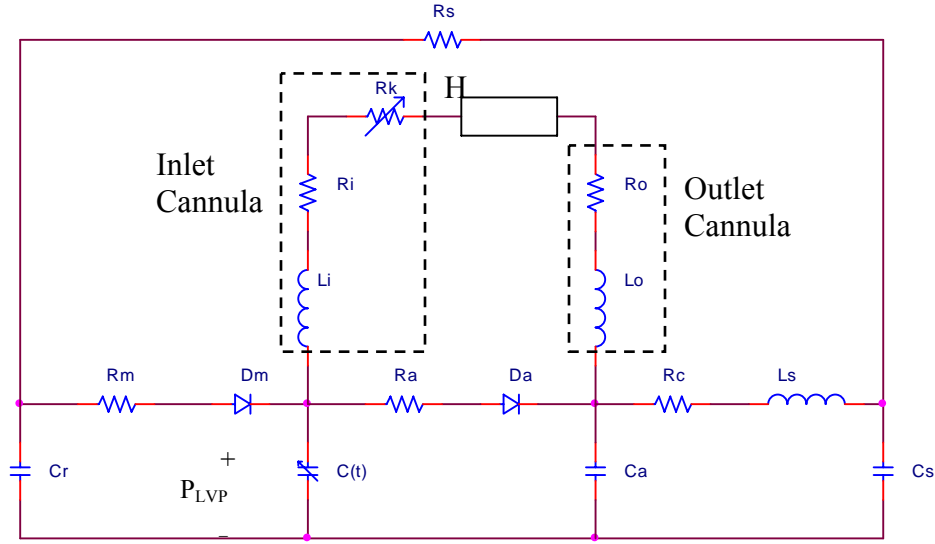 Rs
Rk
H
Inlet
Cannula
Ri
Ro
Outlet
Cannula
Li
Lo
Rm
Dm
Ra
Da
Rc
Ls
+
Cr
C(t)
Ca
Cs
P_LVP
-